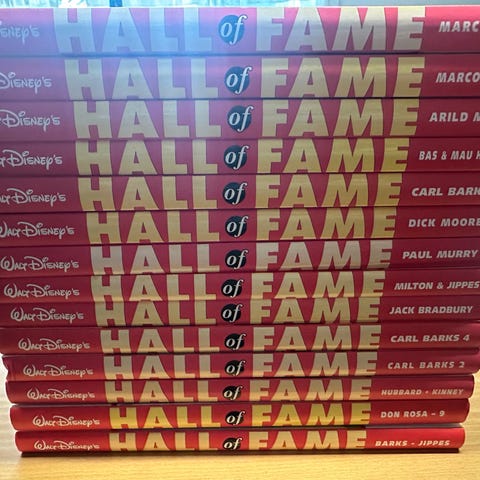 Disney's HALL of FAME MARCO
Disney's HALL of FAME MARCO
Disney's HALL of FAME ARILD M
Walt Disney's HALL of FAME BAS & MAU H
Walt Disney's HALL of FAME CARL BARK
Walt Disney's HALL of FAME DICK MOORE
Walt Disney's HALL of FAME PAUL MURRY
Walt Disney's HALL of FAME MILTON & JIPPES
Walt Disney's HALL of FAME JACK BRADBURY
Walt Disney's HALL of FAME CARL BARKS 4
Walt Disney's HALL of FAME CARL BARKS 2
Walt Disney's HALL of FAME HUBBARD • KINNEY
Walt Disney's HALL of FAME DON ROSA - 9
Walt Disney's HALL of FAME BARKS - JIPPES